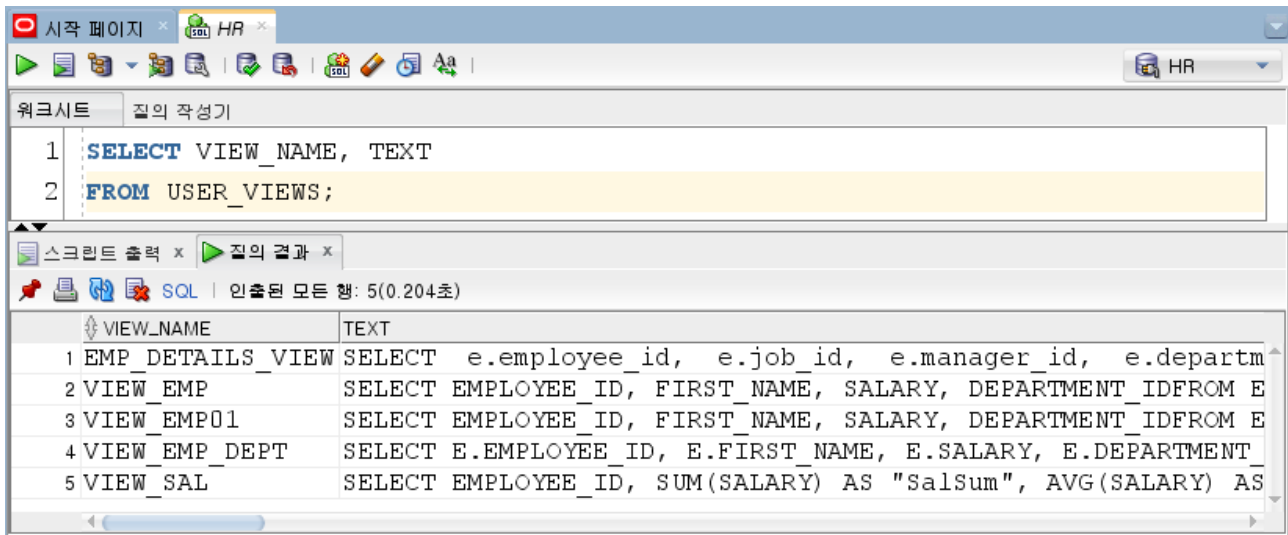 시작 페이지 HR
HR
워크시트 질의 작성기
1 SELECT VIEW_NAME, TEXT
2 FROM USER_VIEWS;
스크립트 출력 x 질의 결과 x
SQL | 인출된 모든 행: 5(0.204초)
VIEW_NAME TEXT
1 EMP_DETAILS_VIEW SELECT e.employee_id, e.job_id, e.manager_id, e.departm
2 VIEW_EMP SELECT EMPLOYEE_ID, FIRST_NAME, SALARY, DEPARTMENT_IDFROM E
3 VIEW_EMP01 SELECT EMPLOYEE_ID, FIRST_NAME, SALARY, DEPARTMENT_IDFROM E
4 VIEW_EMP_DEPT SELECT E.EMPLOYEE_ID, E.FIRST_NAME, E.SALARY, E.DEPARTMENT_
5 VIEW_SAL SELECT EMPLOYEE_ID, SUM(SALARY) AS "SalSum", AVG(SALARY) AS